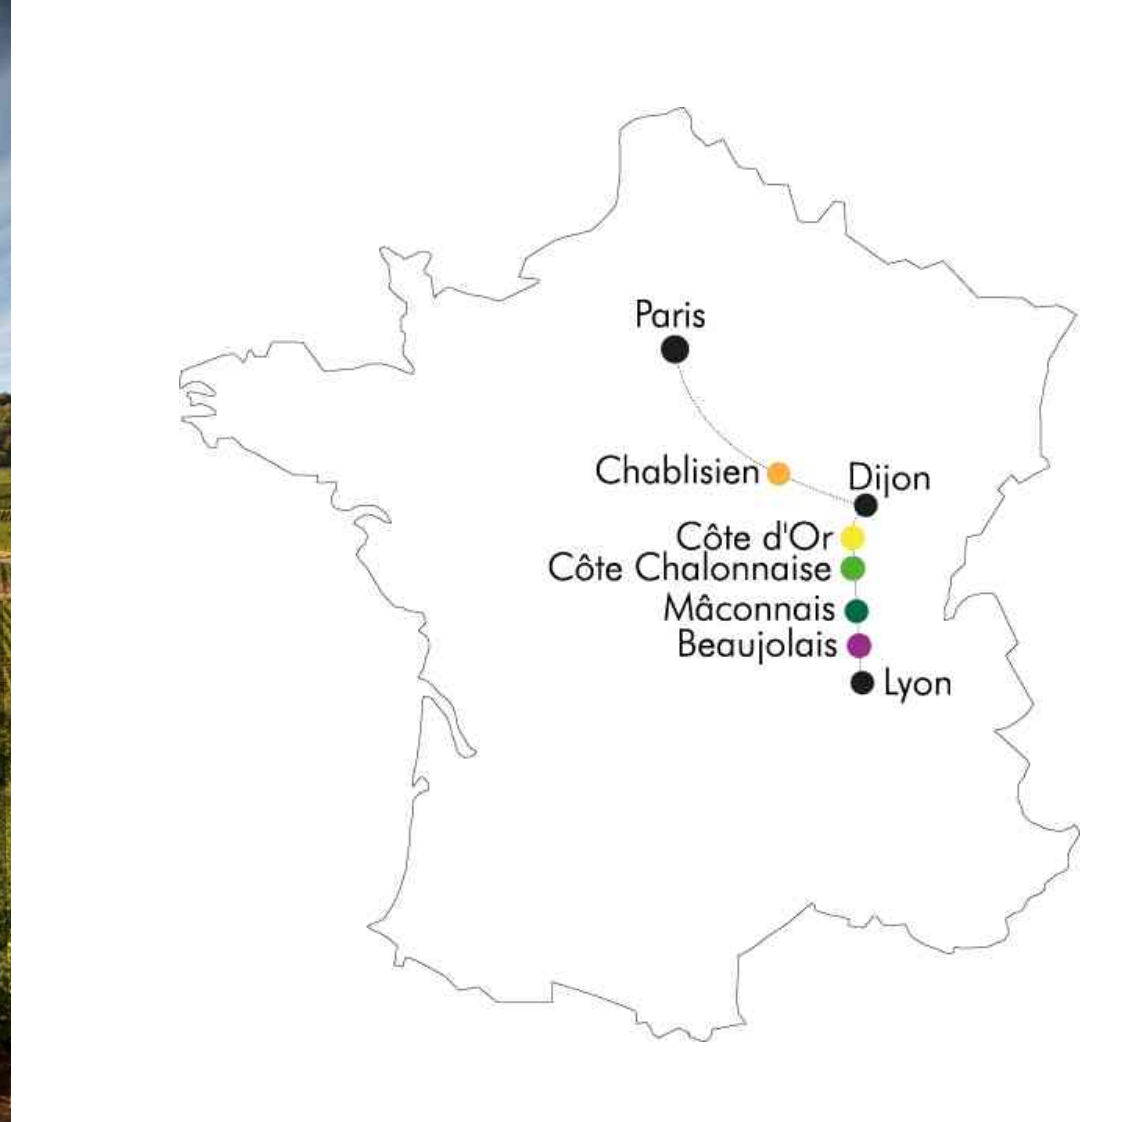 Paris
Chablisien
Dijon
Côte d'Or
Côte Chalonnaise
Mâconnais
Beaujolais
Lyon